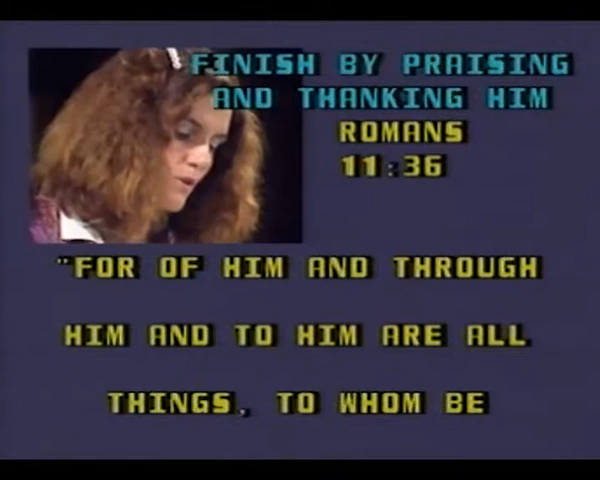 FINISH BY PRAISING
AND THANKING HIM
ROMANS
11:36
"FOR OF HIM AND THROUGH
HIM AND TO HIM ARE ALL
THINGS, TO WHOM BE